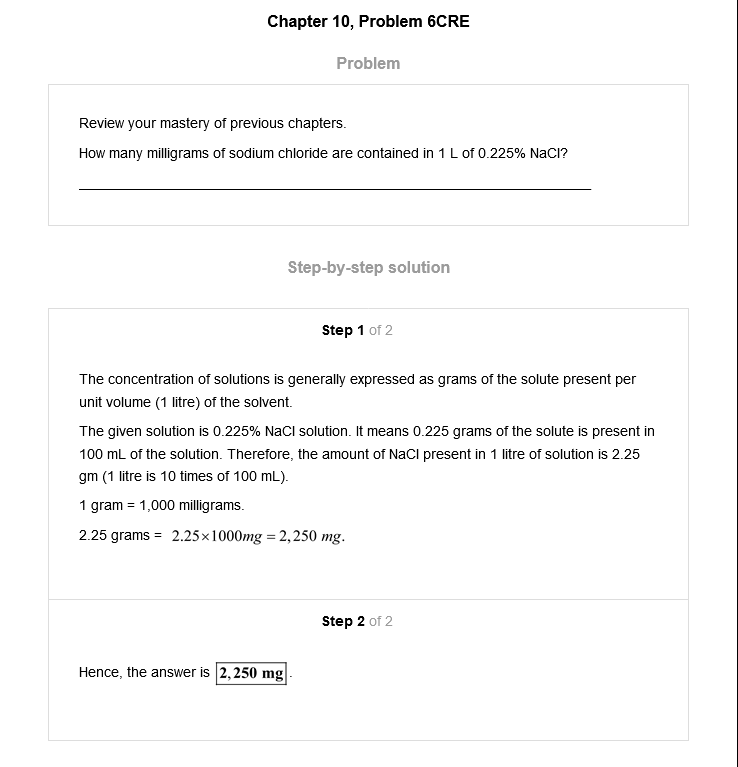 Chapter 10, Problem 6CRE
Problem
Review your mastery of previous chapters.
How many milligrams of sodium chloride are contained in 1 L of 0.225% NaCl?
Step-by-step solution
Step 1 of 2
The concentration of solutions is generally expressed as grams of the solute present per
unit volume (1 litre) of the solvent.
The given solution is 0.225% NaCl solution. It means 0.225 grams of the solute is present in
100 mL of the solution. Therefore, the amount of NaCl present in 1 litre of solution is 2.25
gm (1 litre is 10 times of 100 mL).
1 gram = 1,000 milligrams.
2.25 grams = 2.25×1000mg = 2,250 mg.
Step 2 of 2
Hence, the answer is 2,250 mg.